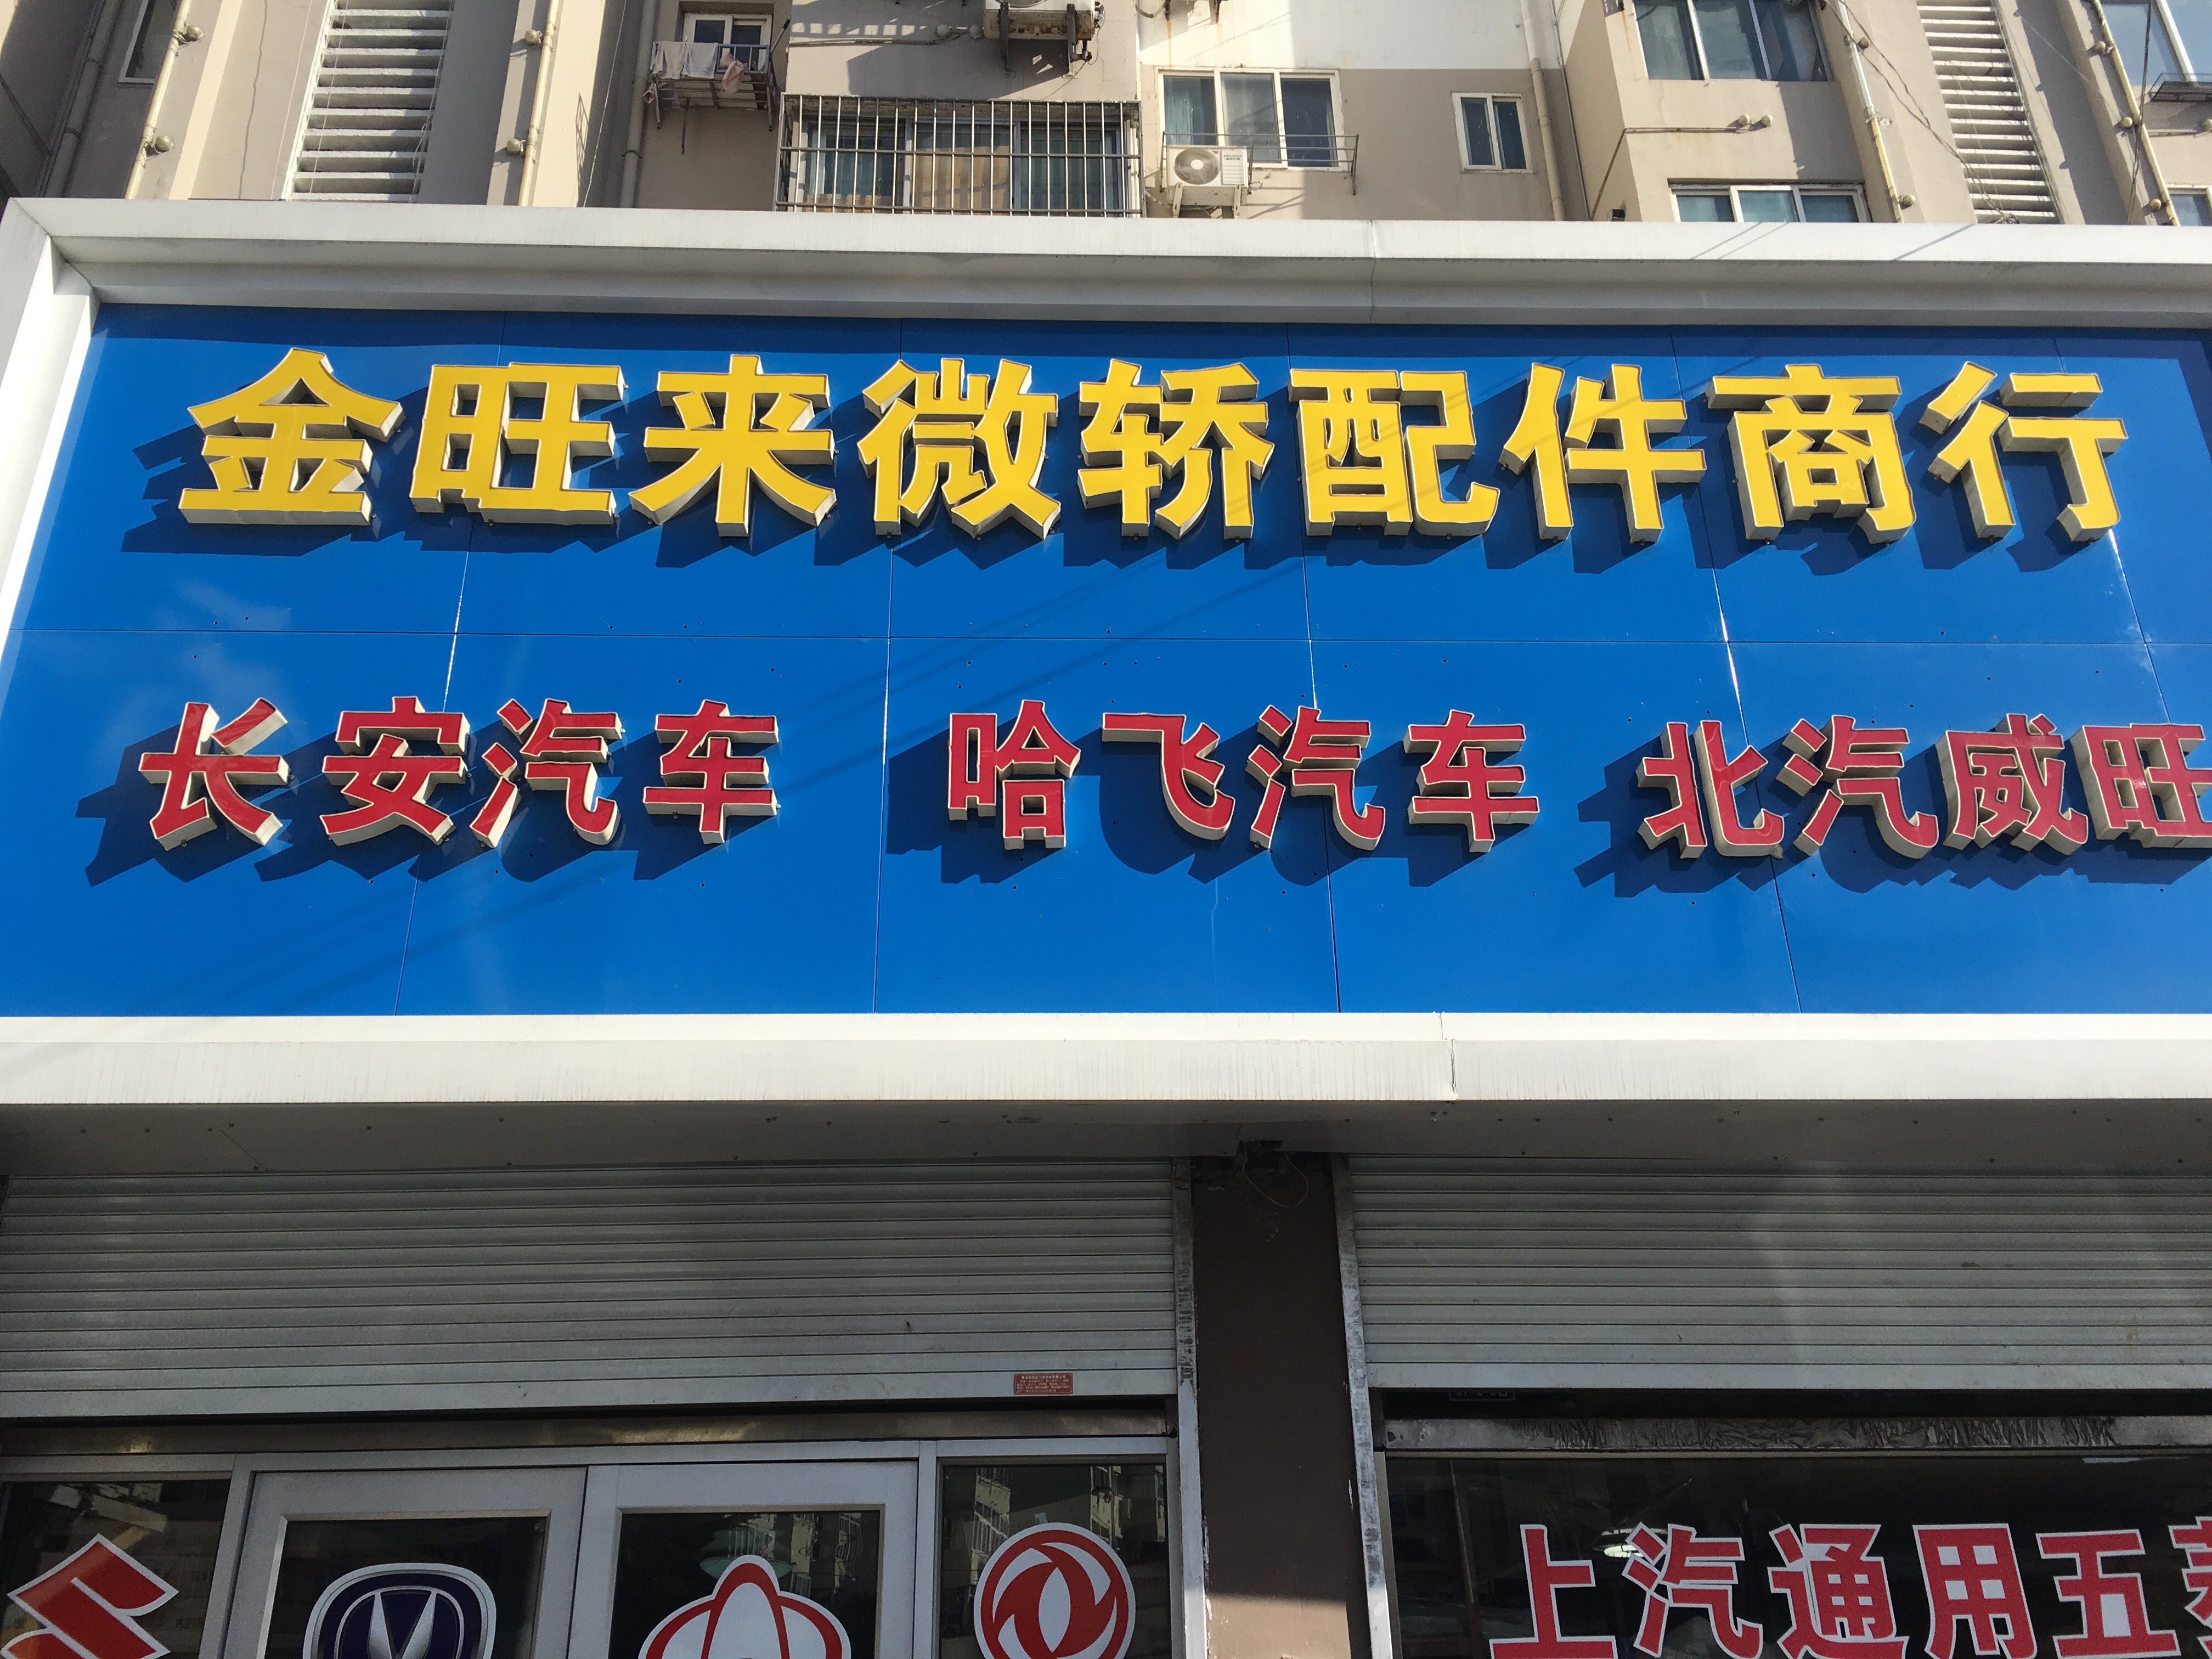 金旺来微轿配件商行
长安汽车 哈飞汽车 北汽威旺
上汽通用五菱